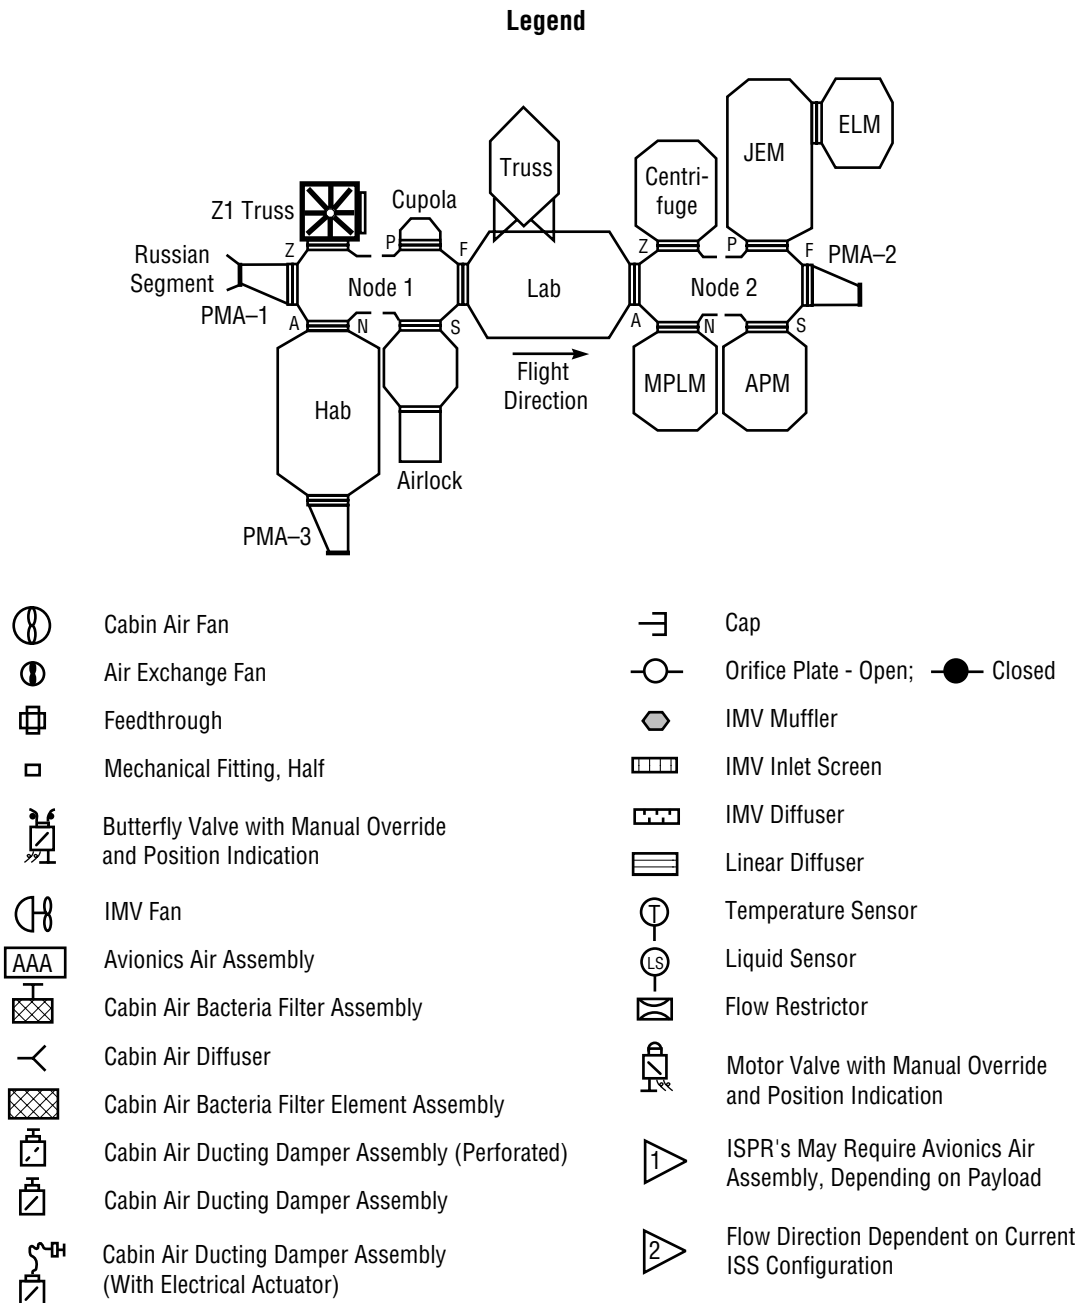 Legend
ELM
JEM
Truss
Centri-
fuge
Cupola
Z1 Truss
Z
P
F
Z
P
F
PMA–2
Russian
Segment
Node 1
Lab
Node 2
PMA–1
A
N
S
A
N
S
Flight
Direction
MPLM
APM
Hab
Airlock
PMA–3
Cabin Air Fan
Air Exchange Fan
Feedthrough
Mechanical Fitting, Half
Butterfly Valve with Manual Override
and Position Indication
IMV Fan
AAA
Avionics Air Assembly
Cabin Air Bacteria Filter Assembly
Cabin Air Diffuser
Cabin Air Bacteria Filter Element Assembly
Cabin Air Ducting Damper Assembly (Perforated)
Cabin Air Ducting Damper Assembly
Cabin Air Ducting Damper Assembly
(With Electrical Actuator)
Cap
Orifice Plate - Open; Closed
IMV Muffler
IMV Inlet Screen
IMV Diffuser
Linear Diffuser
T
Temperature Sensor
LS
Liquid Sensor
Flow Restrictor
Motor Valve with Manual Override
and Position Indication
1
ISPR's May Require Avionics Air
Assembly, Depending on Payload
2
Flow Direction Dependent on Current
ISS Configuration